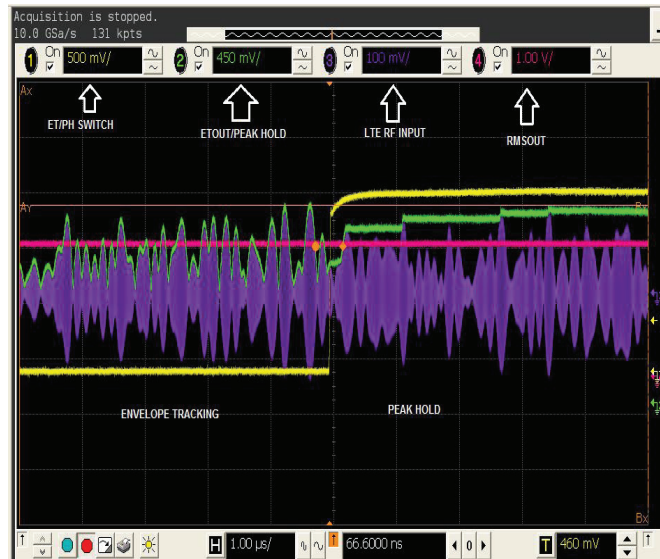 Acquisition is stopped.
10.0 GSa/s 131 kpts
1 On 500 mV/ 2 On 450 mV/ 3 On 100 mV/ 4 On 1.00 V/
ET/PH SWITCH ETOUT/PEAK HOLD LTE RF INPUT RMSOUT
Ax
Ay
ENVELOPE TRACKING PEAK HOLD
Bx
H 1.00 µs/ 66.6000 ns 0 T 460 mV